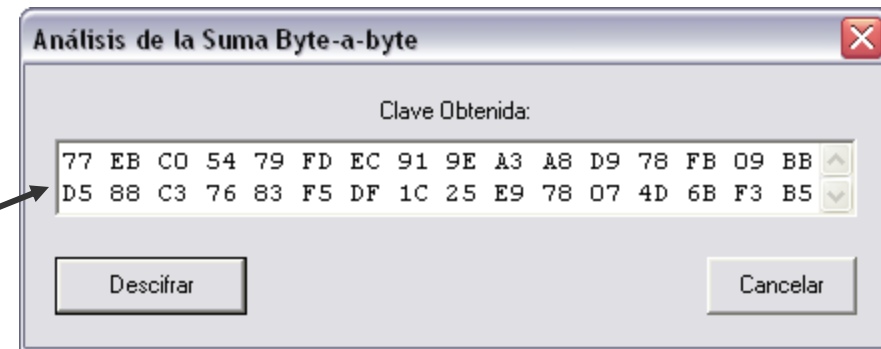 Análisis de la Suma Byte-a-byte
Clave Obtenida:
77 EB C0 54 79 FD EC 91 9E A3 A8 D9 78 FB 09 BB
D5 88 C3 76 83 F5 DF 1C 25 E9 78 07 4D 6B F3 B5
Descifrar
Cancelar